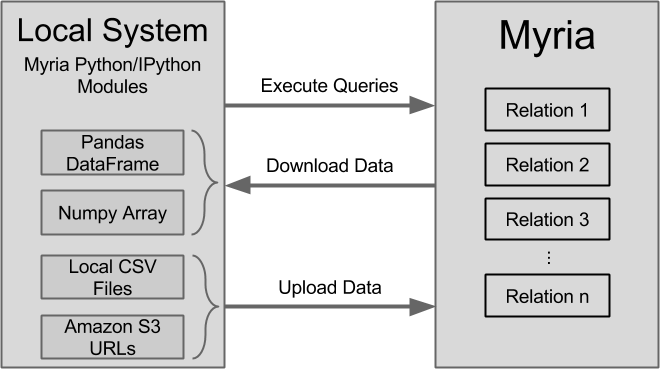 Local System
Myria Python/IPython
Modules
Pandas
DataFrame
Numpy Array
Local CSV
Files
Amazon S3
URLs
Execute Queries
Download Data
Upload Data
Myria
Relation 1
Relation 2
Relation 3
...
Relation n